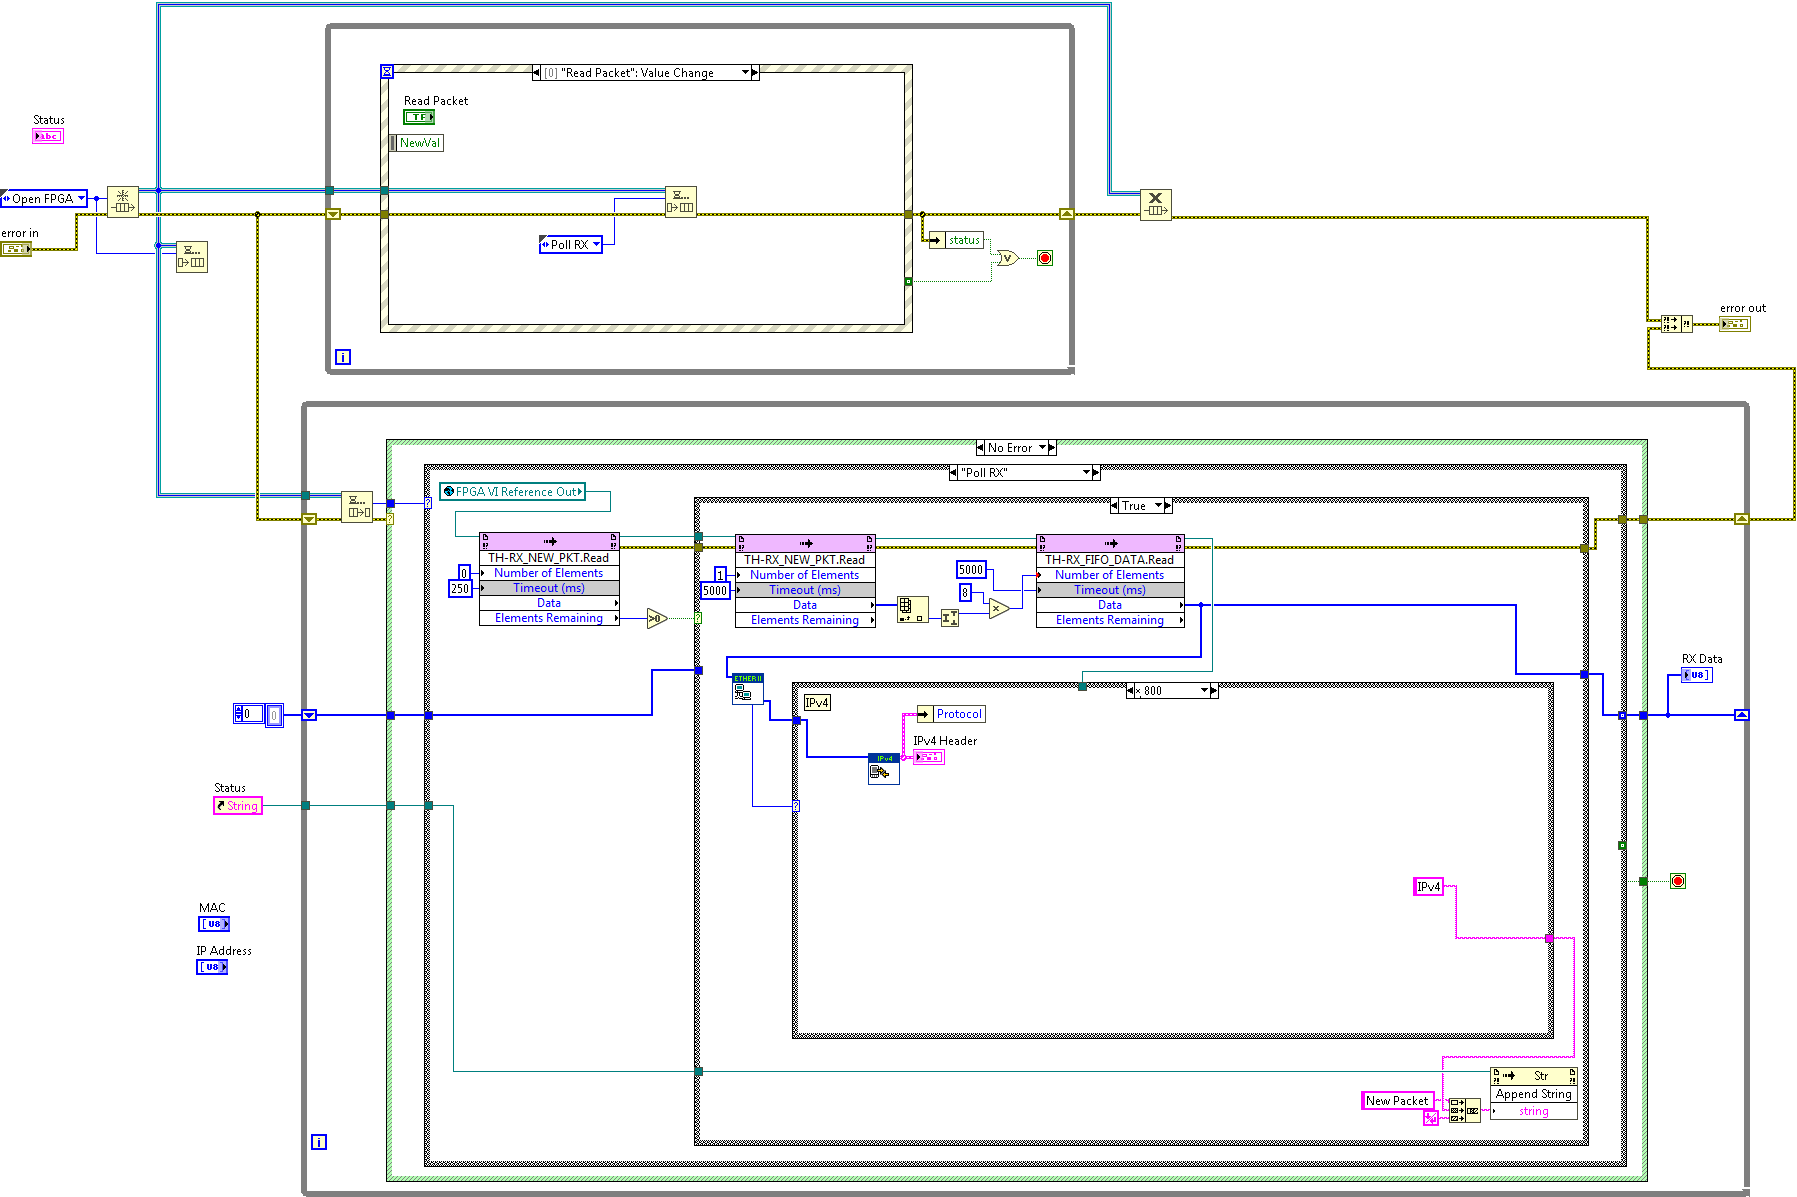 [0] "Read Packet": Value Change
Read Packet
TF
NewVal
Status
abc
Open FPGA
error in
Poll RX
status
V
i
error out
No Error
"Poll RX"
FPGA VI Reference Out
True
TH-RX_NEW_PKT.Read
Number of Elements
Timeout (ms)
Data
Elements Remaining
0
250
>0
TH-RX_NEW_PKT.Read
Number of Elements
Timeout (ms)
Data
Elements Remaining
1
5000
TH-RX_FIFO_DATA.Read
Number of Elements
Timeout (ms)
Data
Elements Remaining
5000
8
x
RX Data
U8
ETHER II
x 800
IPv4
Protocol
IPv4 Header
IPv4
0
0
Status
String
MAC
U8
IP Address
U8
IPv4
Str
Append String
string
New Packet
i